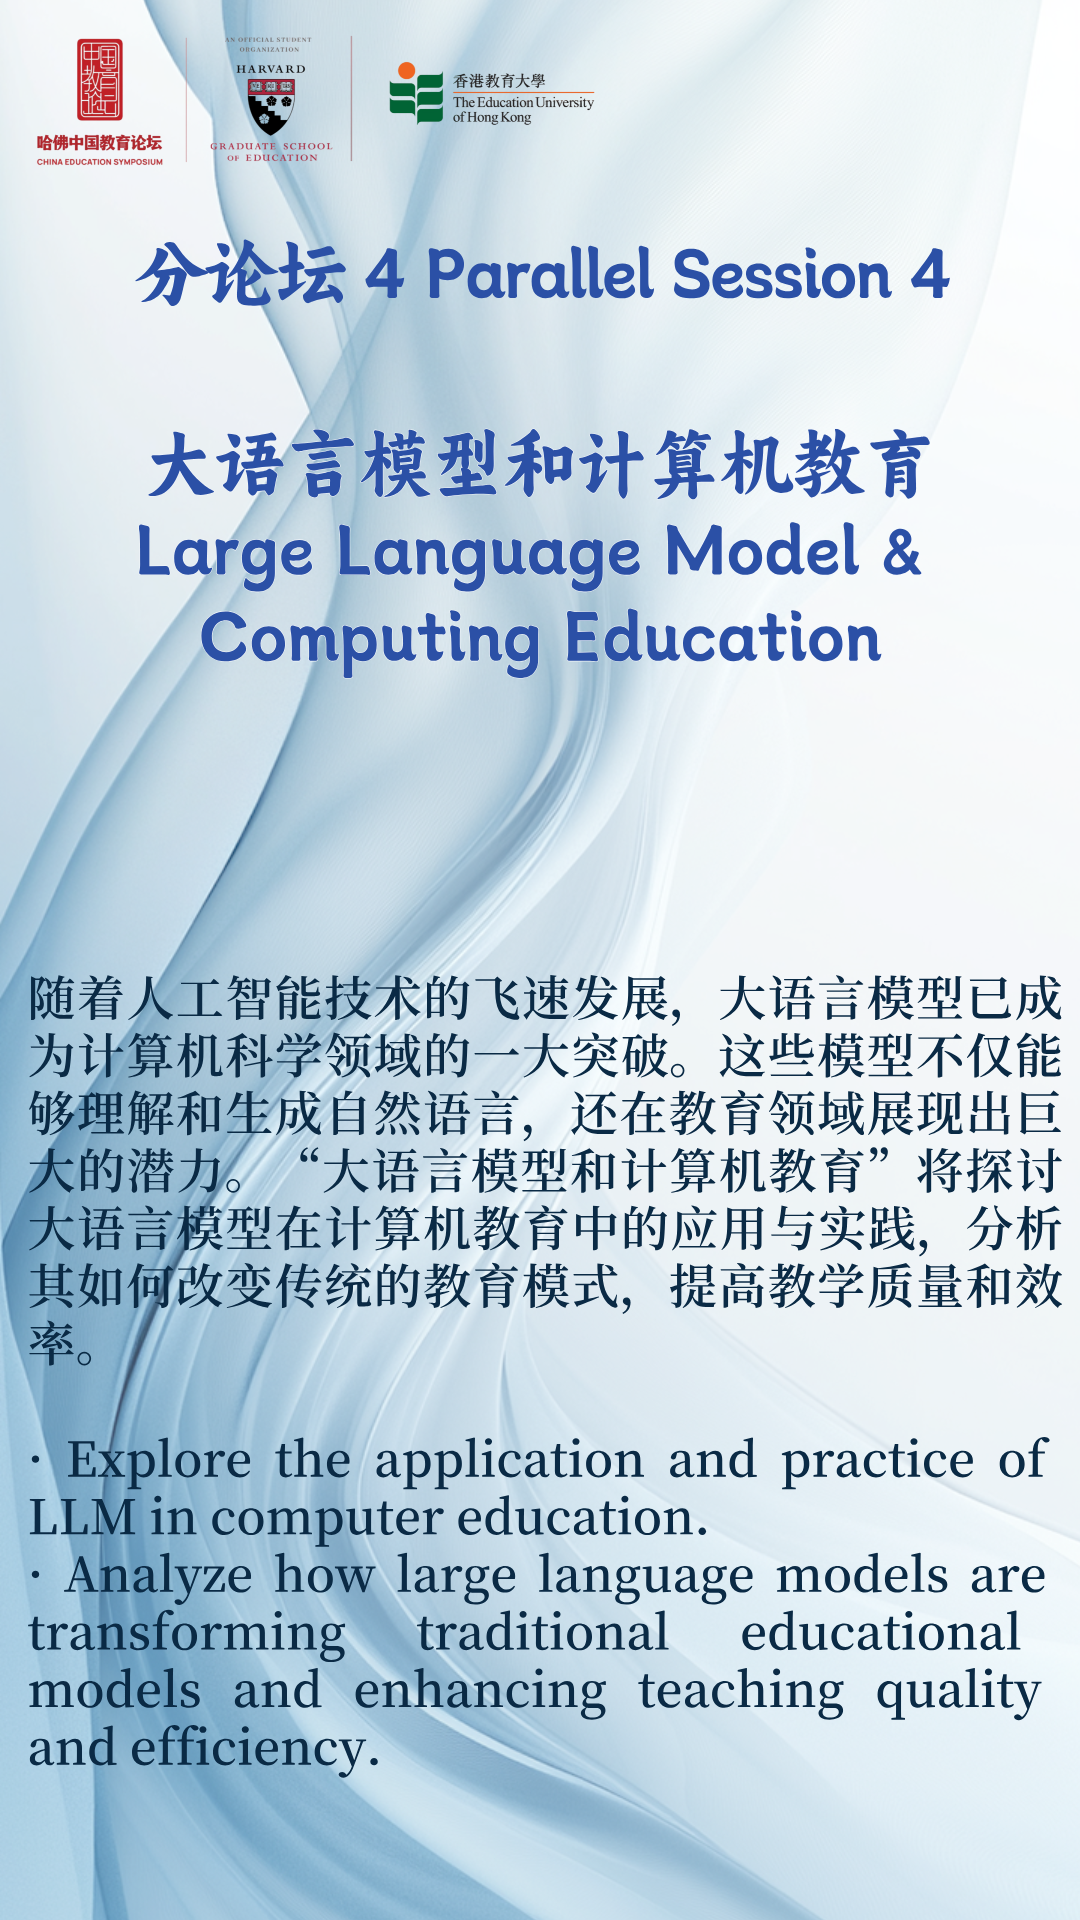 中国教育论坛
哈佛中国教育论坛
CHINA EDUCATION SYMPOSIUM
AN OFFICIAL STUDENT
ORGANIZATION
HARVARD
GRADUATE SCHOOL
OF EDUCATION
香港教育大學
The Education University
of Hong Kong
分论坛 4 Parallel Session 4
大语言模型和计算机教育
Large Language Model &
Computing Education
随着人工智能技术的飞速发展，大语言模型已成
为计算机科学领域的一大突破。这些模型不仅能
够理解和生成自然语言，还在教育领域展现出巨
大的潜力。“大语言模型和计算机教育”将探讨
大语言模型在计算机教育中的应用与实践，分析
其如何改变传统的教育模式，提高教学质量和效
率。
· Explore the application and practice of
LLM in computer education.
· Analyze how large language models are
transforming traditional educational
models and enhancing teaching quality
and efficiency.